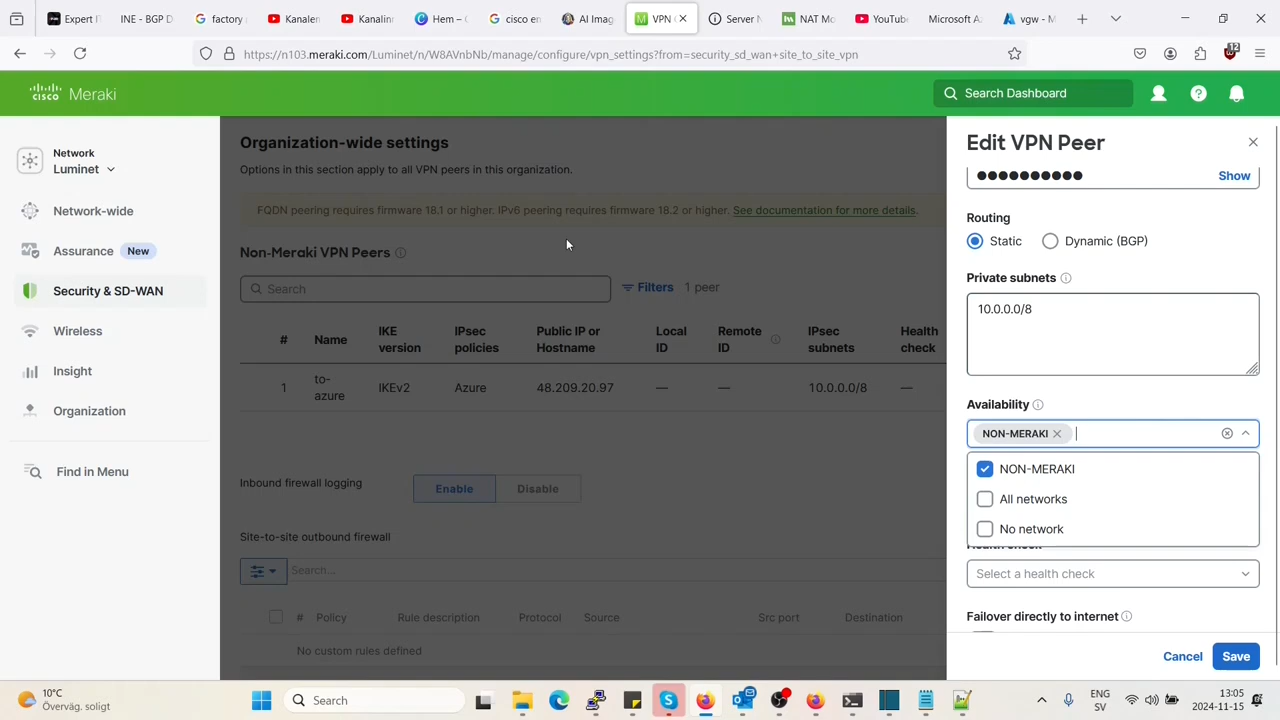 Expert F
INE - BGP D
factory
Kanalen
Kanalin
Hem –
cisco en
AI Imag
VPN
Server N
NAT Mo
YouTube
Microsoft A
vgw - M
https://n103.meraki.com/Luminet/n/W8AVnbNb/manage/configure/vpn_settings?from=security_sd_wan+site_to_site_vpn
12
CISCO Meraki
Search Dashboard
Network
Luminet
Network-wide
Assurance New
Security & SD-WAN
Wireless
Insight
Organization
Find in Menu
Organization-wide settings
Options in this section apply to all VPN peers in this organization.
FQDN peering requires firmware 18.1 or higher. IPv6 peering requires firmware 18.2 or higher. See documentation for more details.
Non-Meraki VPN Peers
Search
Filters 1 peer
# Name IKE version IPsec policies Public IP or Hostname Local ID Remote ID IPsec subnets Health check
1 to-azure IKEv2 Azure 48.209.20.97 — — 10.0.0.0/8 —
Inbound firewall logging Enable Disable
Site-to-site outbound firewall
Search...
# Policy Rule description Protocol Source Src port Destination
No custom rules defined
Edit VPN Peer
●●●●●●●●●● Show
Routing
Static Dynamic (BGP)
Private subnets
10.0.0.0/8
Availability
NON-MERAKI
NON-MERAKI
All networks
No network
Health check
Select a health check
Failover directly to internet
Cancel Save
10°C
Överväg. soligt
Search
ENG
SV
13:05
2024-11-15